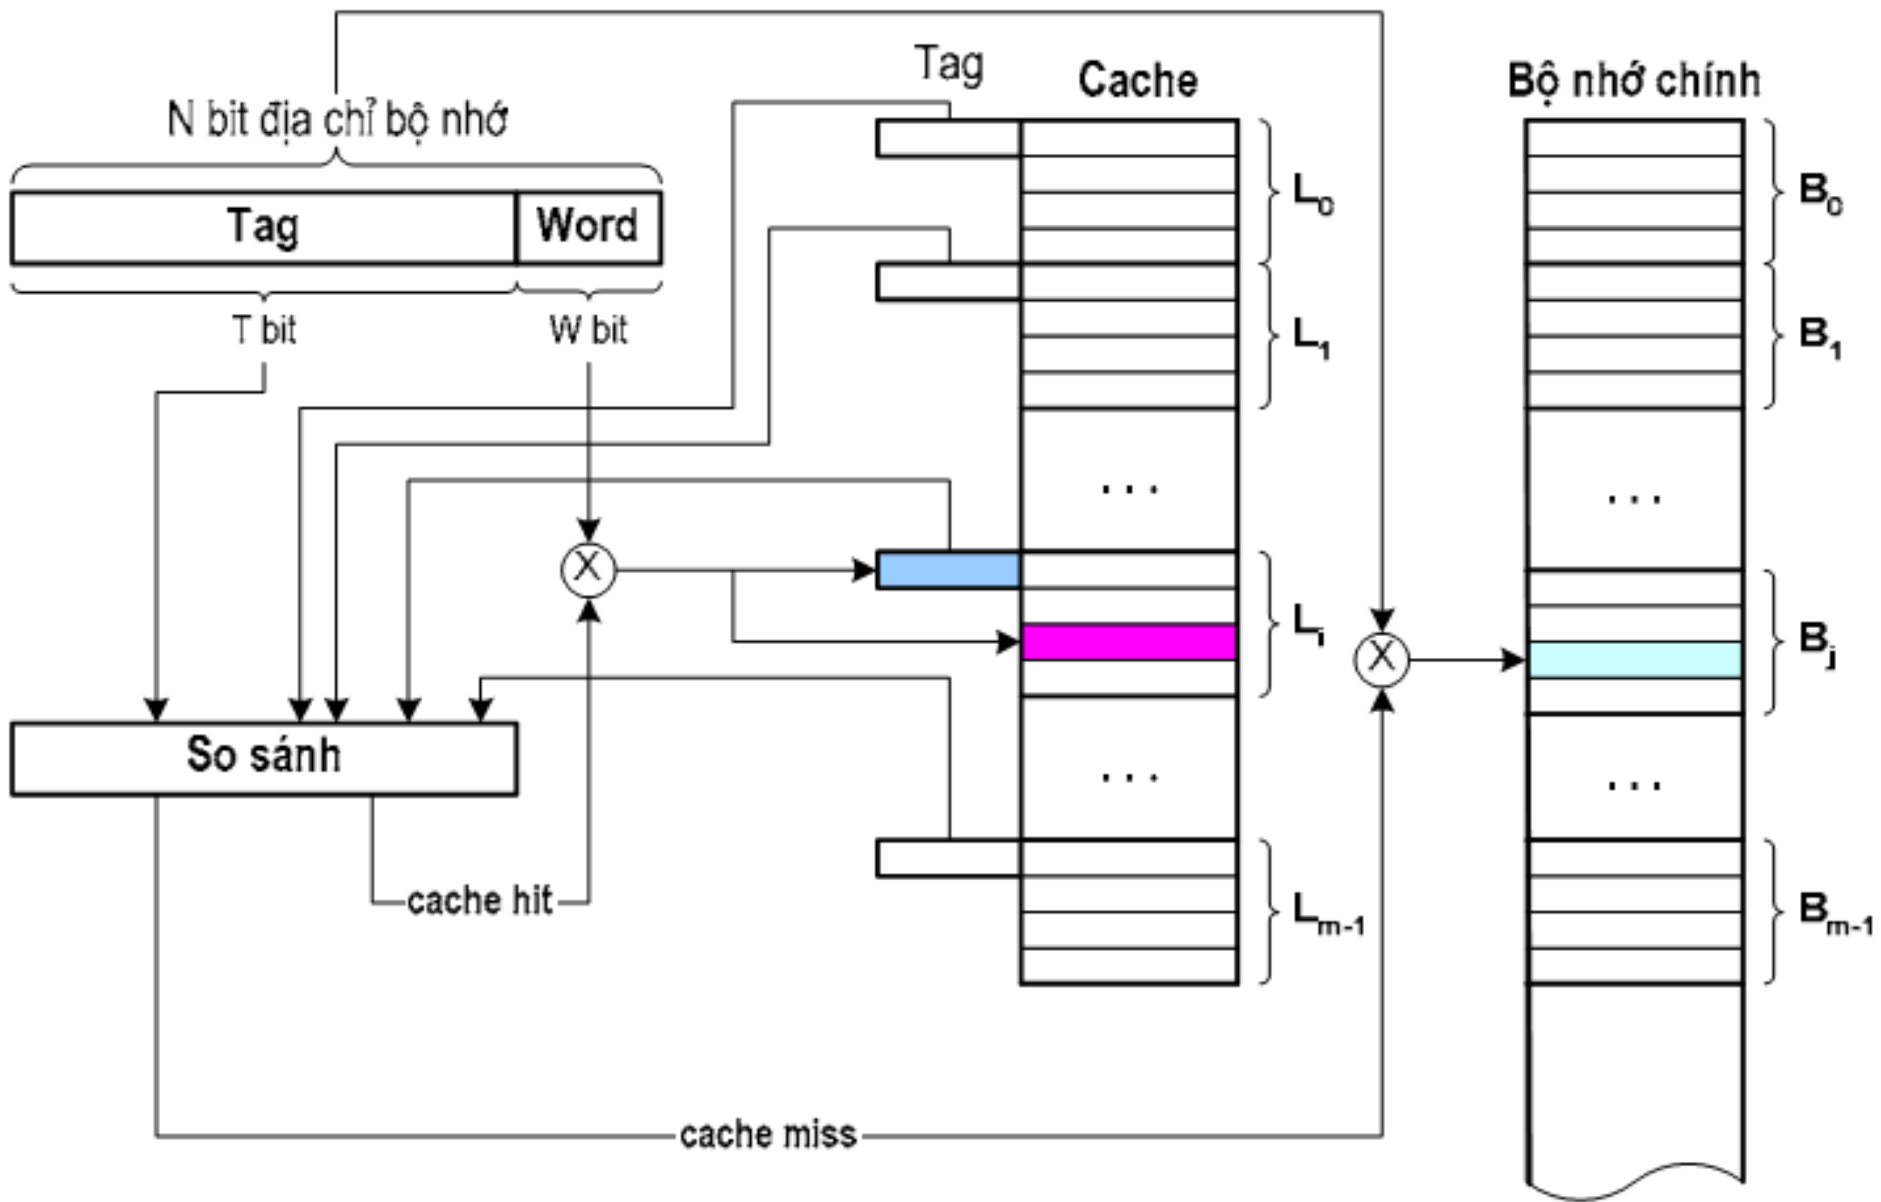 N bit địa chỉ bộ nhớ
Tag
Word
T bit
W bit
X
So sánh
cache hit
cache miss
Tag
Cache
L0
L1
...
Li
...
Lm-1
X
Bộ nhớ chính
B0
B1
...
Bj
...
Bm-1